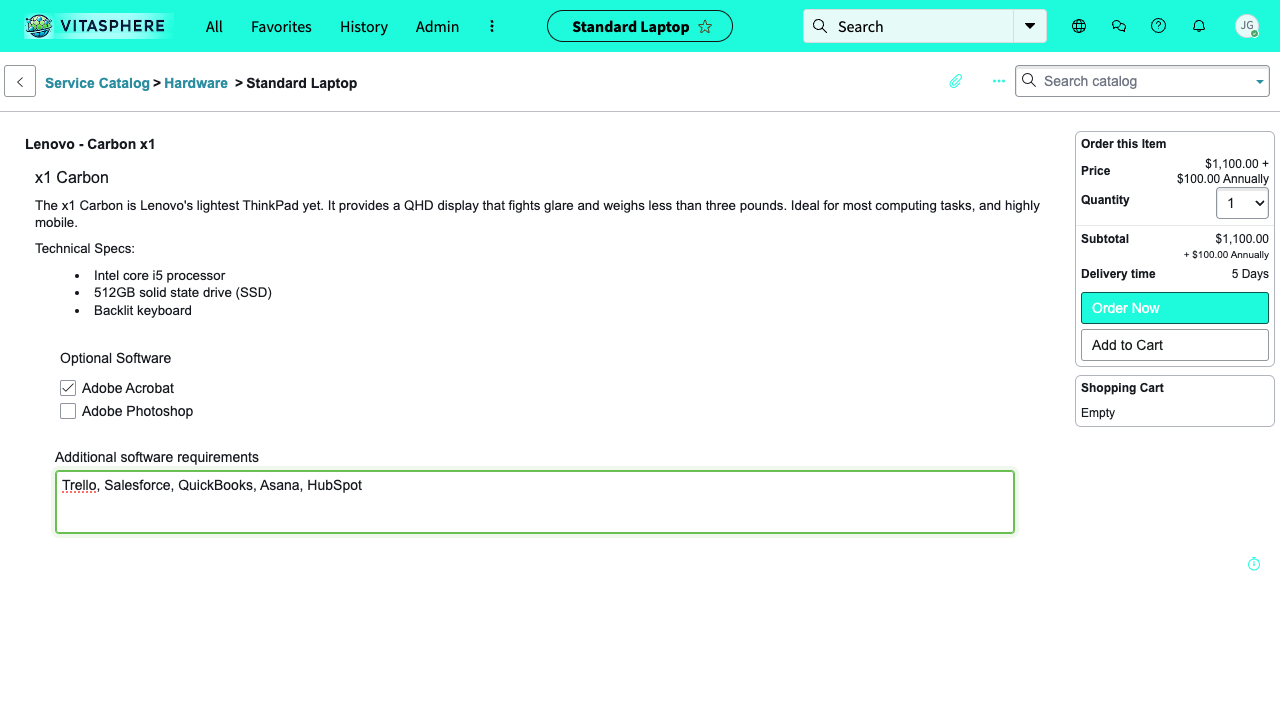 VITASPHERE All Favorites History Admin Standard Laptop Search JG
Service Catalog > Hardware > Standard Laptop Search catalog
Lenovo - Carbon x1
x1 Carbon
The x1 Carbon is Lenovo's lightest ThinkPad yet. It provides a QHD display that fights glare and weighs less than three pounds. Ideal for most computing tasks, and highly
mobile.
Technical Specs:
• Intel core i5 processor
• 512GB solid state drive (SSD)
• Backlit keyboard
Optional Software
Adobe Acrobat
Adobe Photoshop
Additional software requirements
Trello, Salesforce, QuickBooks, Asana, HubSpot
Order this Item
Price $1,100.00 +
$100.00 Annually
Quantity 1
Subtotal $1,100.00
+ $100.00 Annually
Delivery time 5 Days
Order Now
Add to Cart
Shopping Cart
Empty